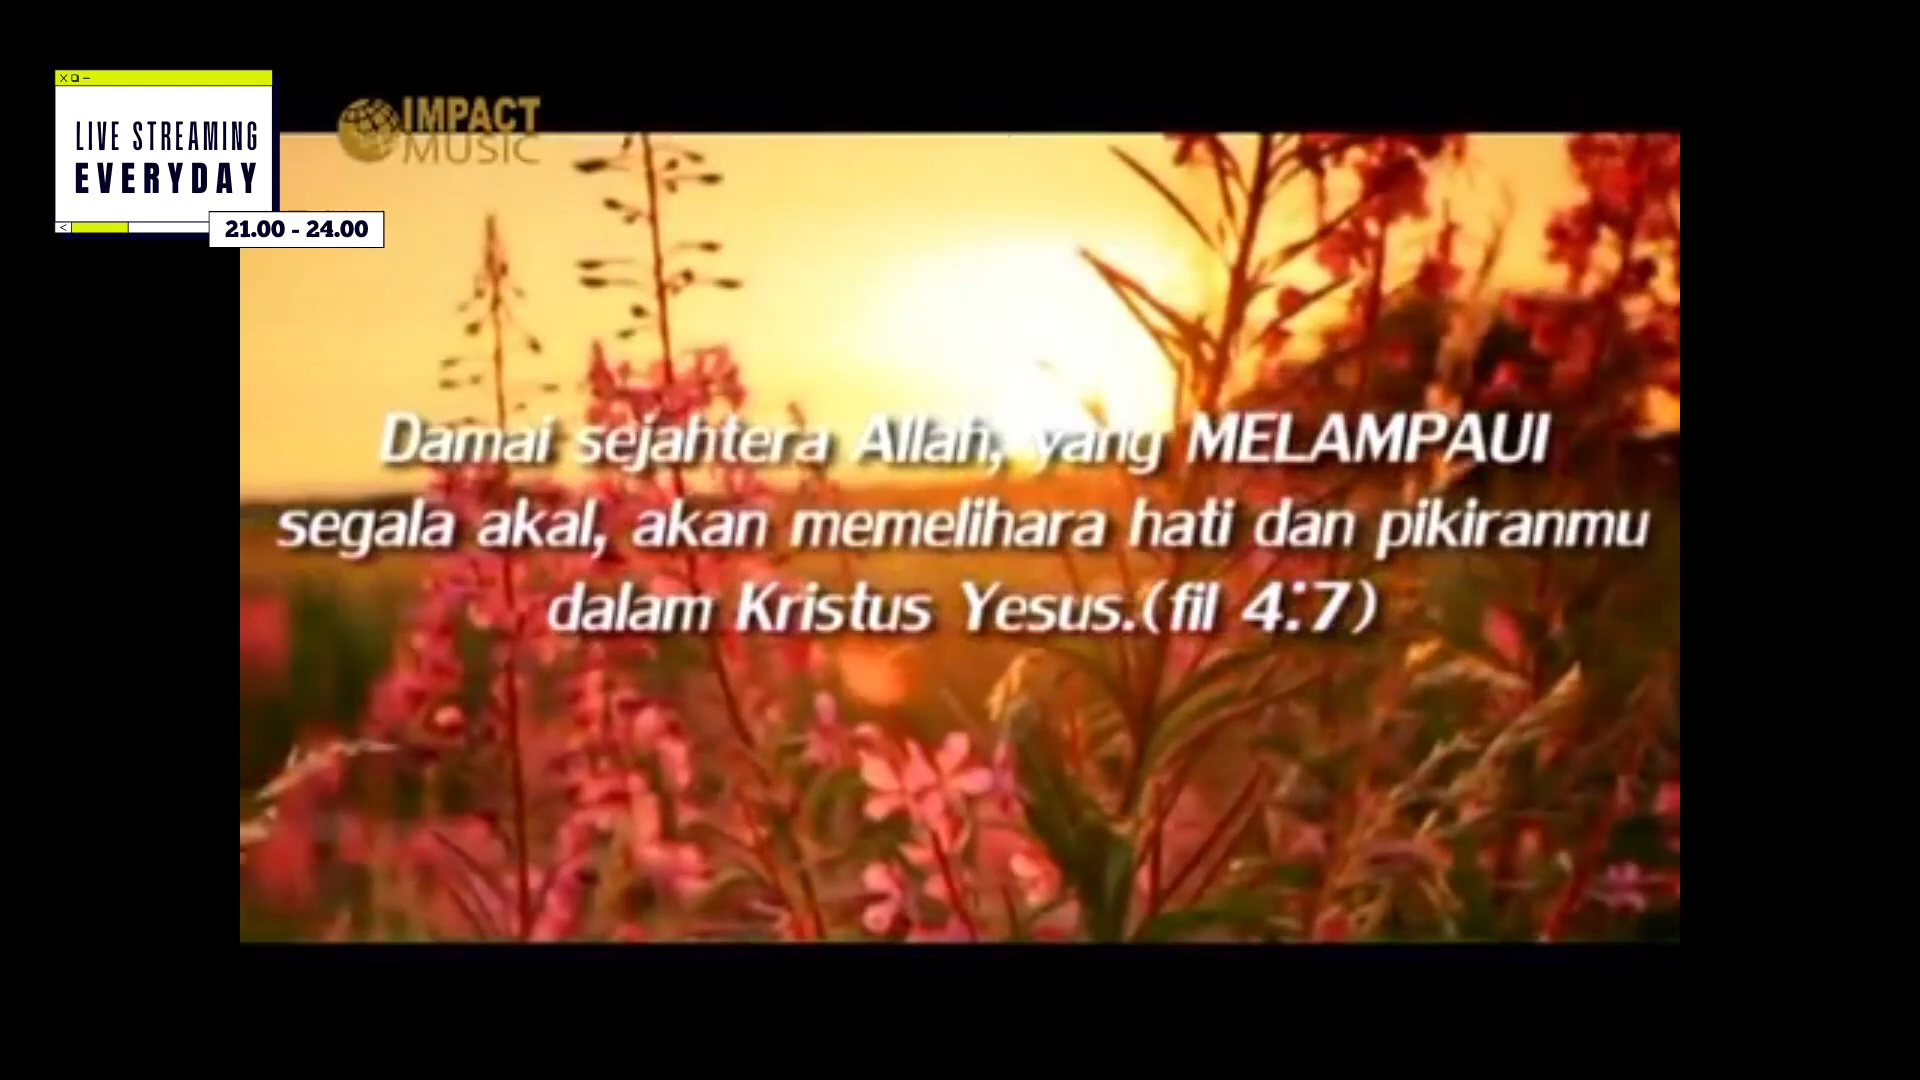 LIVE STREAMING
EVERYDAY
21.00 - 24.00
IMPACT
MUSIC
Damai sejahtera Allah, yang MELAMPAUI
segala akal, akan memelihara hati dan pikiranmu
dalam Kristus Yesus.(fil 4:7)